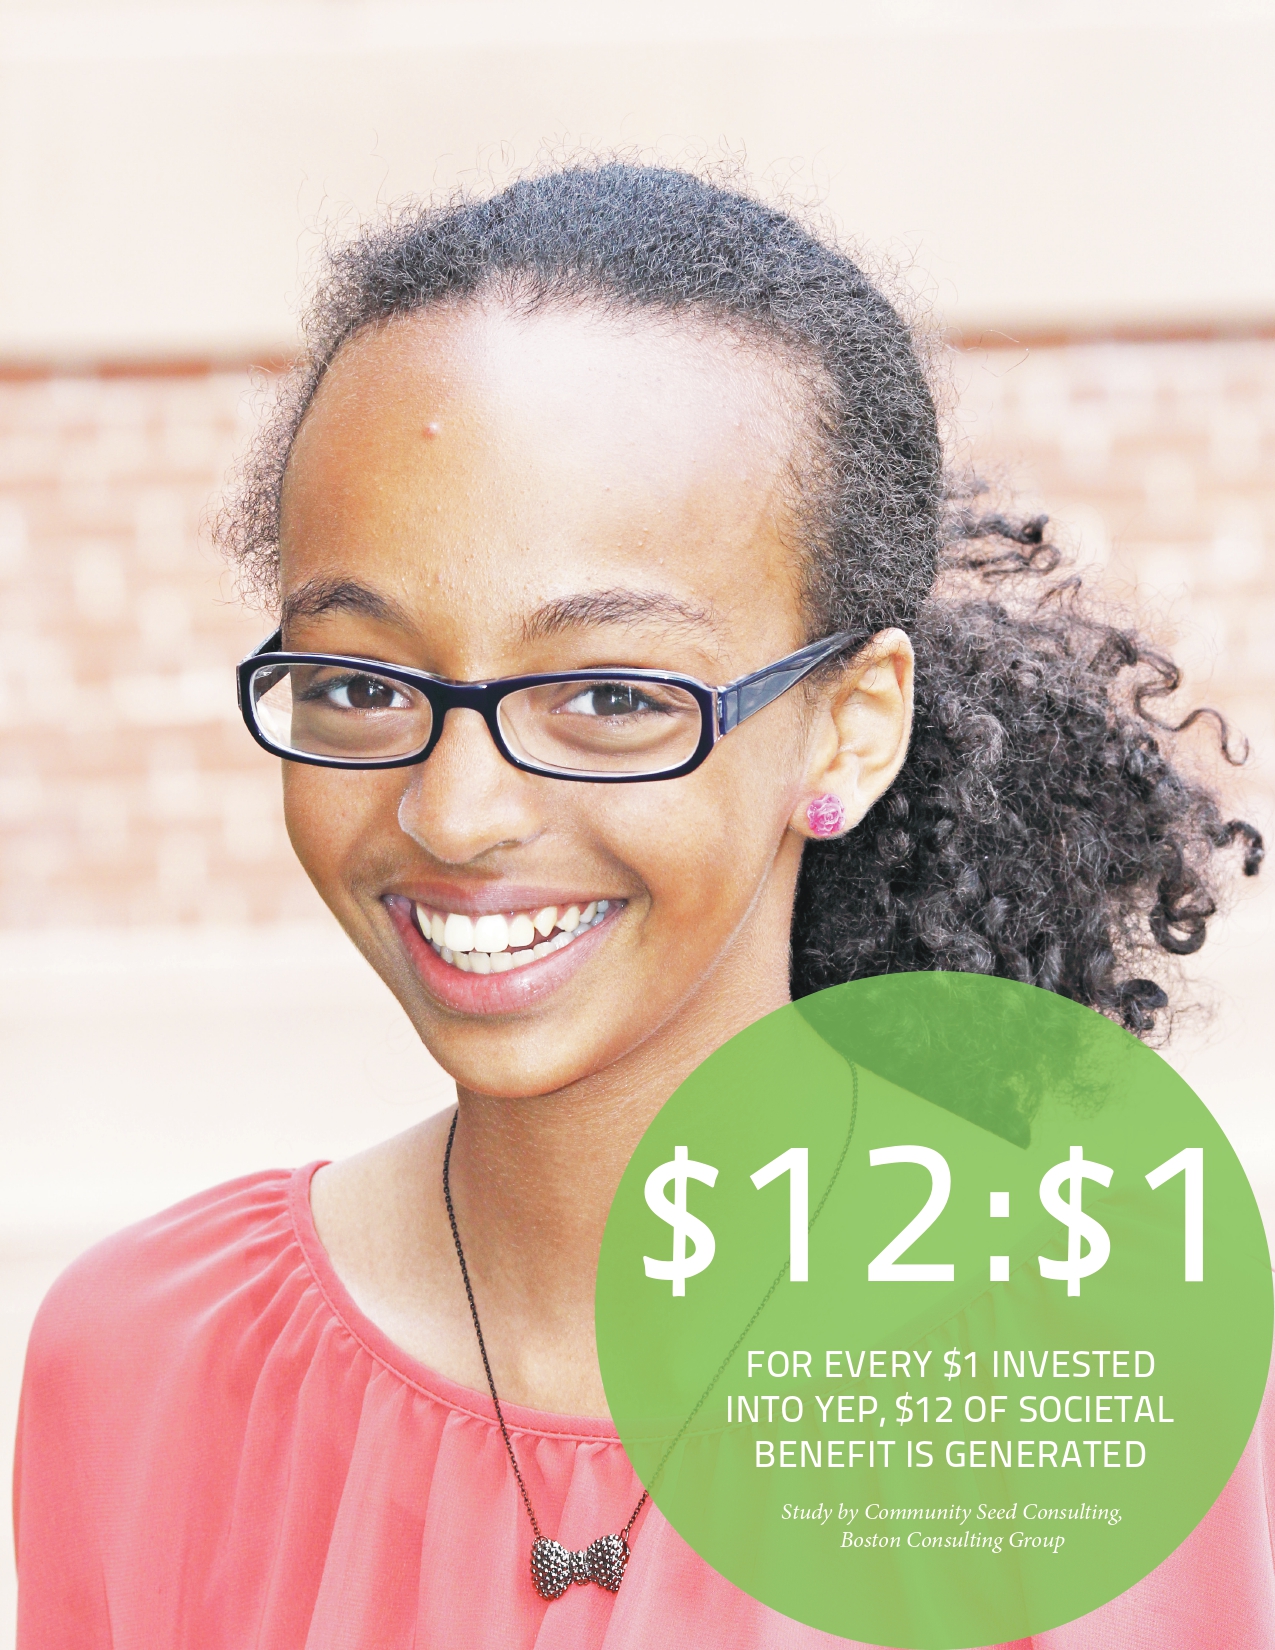 $12:$1
FOR EVERY $1 INVESTED
INTO YEP, $12 OF SOCIETAL
BENEFIT IS GENERATED
Study by Community Seed Consulting,
Boston Consulting Group